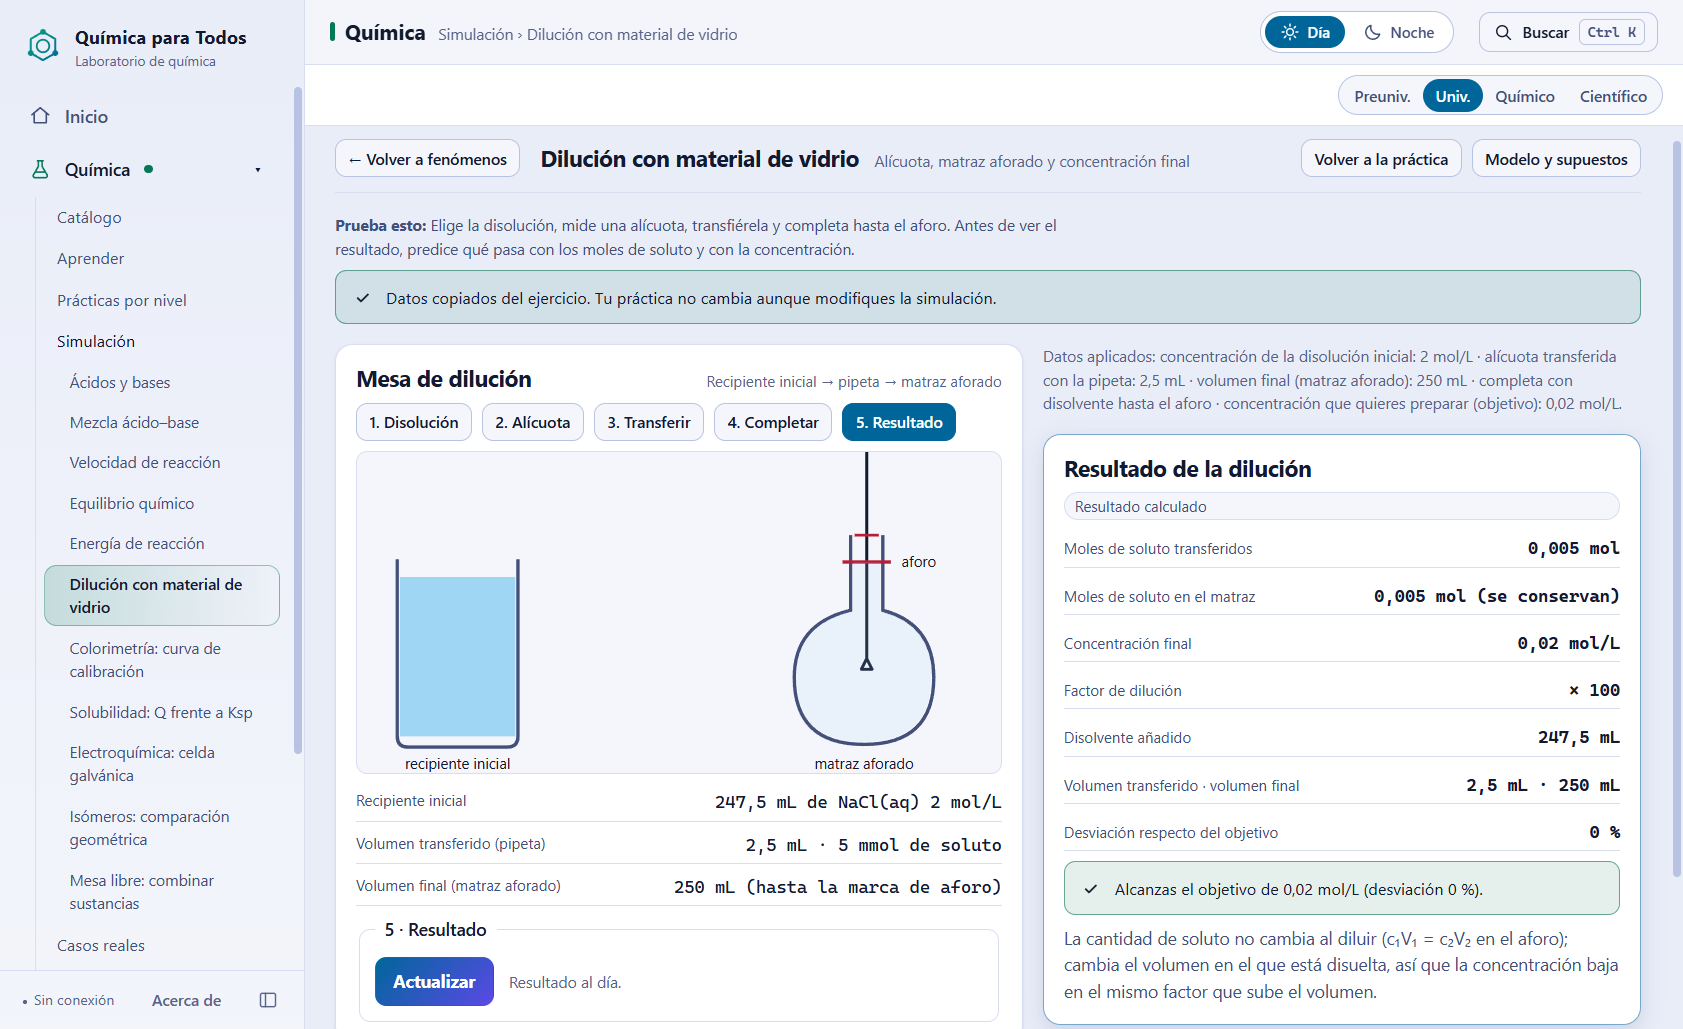 Química para Todos
Laboratorio de química
Inicio
Química
Catálogo
Aprender
Prácticas por nivel
Simulación
Ácidos y bases
Mezcla ácido–base
Velocidad de reacción
Equilibrio químico
Energía de reacción
Dilución con material de
vidrio
Colorimetría: curva de
calibración
Solubilidad: Q frente a Ksp
Electroquímica: celda
galvánica
Isómeros: comparación
geométrica
Mesa libre: combinar
sustancias
Casos reales
Sin conexión
Acerca de
Química Simulación › Dilución con material de vidrio
Día Noche
Buscar Ctrl K
Preuniv. Univ. Químico Científico
← Volver a fenómenos
Dilución con material de vidrio Alícuota, matraz aforado y concentración final
Volver a la práctica
Modelo y supuestos
Prueba esto: Elige la disolución, mide una alícuota, transfiérela y completa hasta el aforo. Antes de ver el
resultado, predice qué pasa con los moles de soluto y con la concentración.
✓ Datos copiados del ejercicio. Tu práctica no cambia aunque modifiques la simulación.
Mesa de dilución Recipiente inicial → pipeta → matraz aforado
1. Disolución 2. Alícuota 3. Transferir 4. Completar 5. Resultado
aforo
recipiente inicial matraz aforado
Recipiente inicial 247,5 mL de NaCl(aq) 2 mol/L
Volumen transferido (pipeta) 2,5 mL · 5 mmol de soluto
Volumen final (matraz aforado) 250 mL (hasta la marca de aforo)
5 · Resultado
Actualizar Resultado al día.
Datos aplicados: concentración de la disolución inicial: 2 mol/L · alícuota transferida
con la pipeta: 2,5 mL · volumen final (matraz aforado): 250 mL · completa con
disolvente hasta el aforo · concentración que quieres preparar (objetivo): 0,02 mol/L.
Resultado de la dilución
Resultado calculado
Moles de soluto transferidos 0,005 mol
Moles de soluto en el matraz 0,005 mol (se conservan)
Concentración final 0,02 mol/L
Factor de dilución × 100
Disolvente añadido 247,5 mL
Volumen transferido · volumen final 2,5 mL · 250 mL
Desviación respecto del objetivo 0 %
✓ Alcanzas el objetivo de 0,02 mol/L (desviación 0 %).
La cantidad de soluto no cambia al diluir (c₁V₁ = c₂V₂ en el aforo);
cambia el volumen en el que está disuelta, así que la concentración baja
en el mismo factor que sube el volumen.